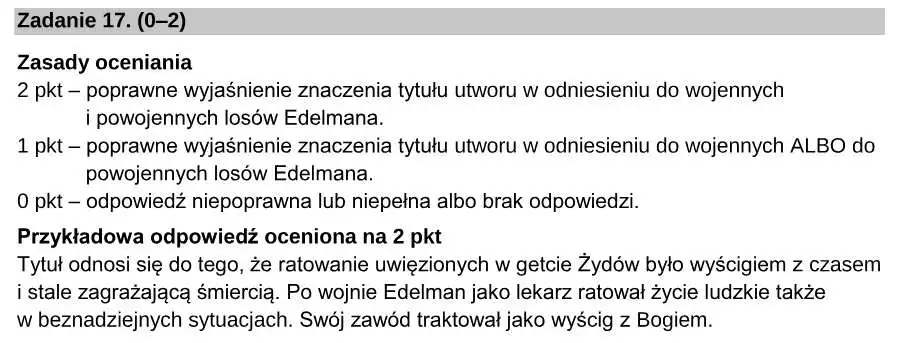 Zadanie 17. (0–2)
Zasady oceniania
2 pkt – poprawne wyjaśnienie znaczenia tytułu utworu w odniesieniu do wojennych
i powojennych losów Edelmana.
1 pkt – poprawne wyjaśnienie znaczenia tytułu utworu w odniesieniu do wojennych ALBO do
powojennych losów Edelmana.
0 pkt – odpowiedź niepoprawna lub niepełna albo brak odpowiedzi.
Przykładowa odpowiedź oceniona na 2 pkt
Tytuł odnosi się do tego, że ratowanie uwięzionych w getcie Żydów było wyścigiem z czasem
i stale zagrażającą śmiercią. Po wojnie Edelman jako lekarz ratował życie ludzkie także
w beznadziejnych sytuacjach. Swój zawód traktował jako wyścig z Bogiem.